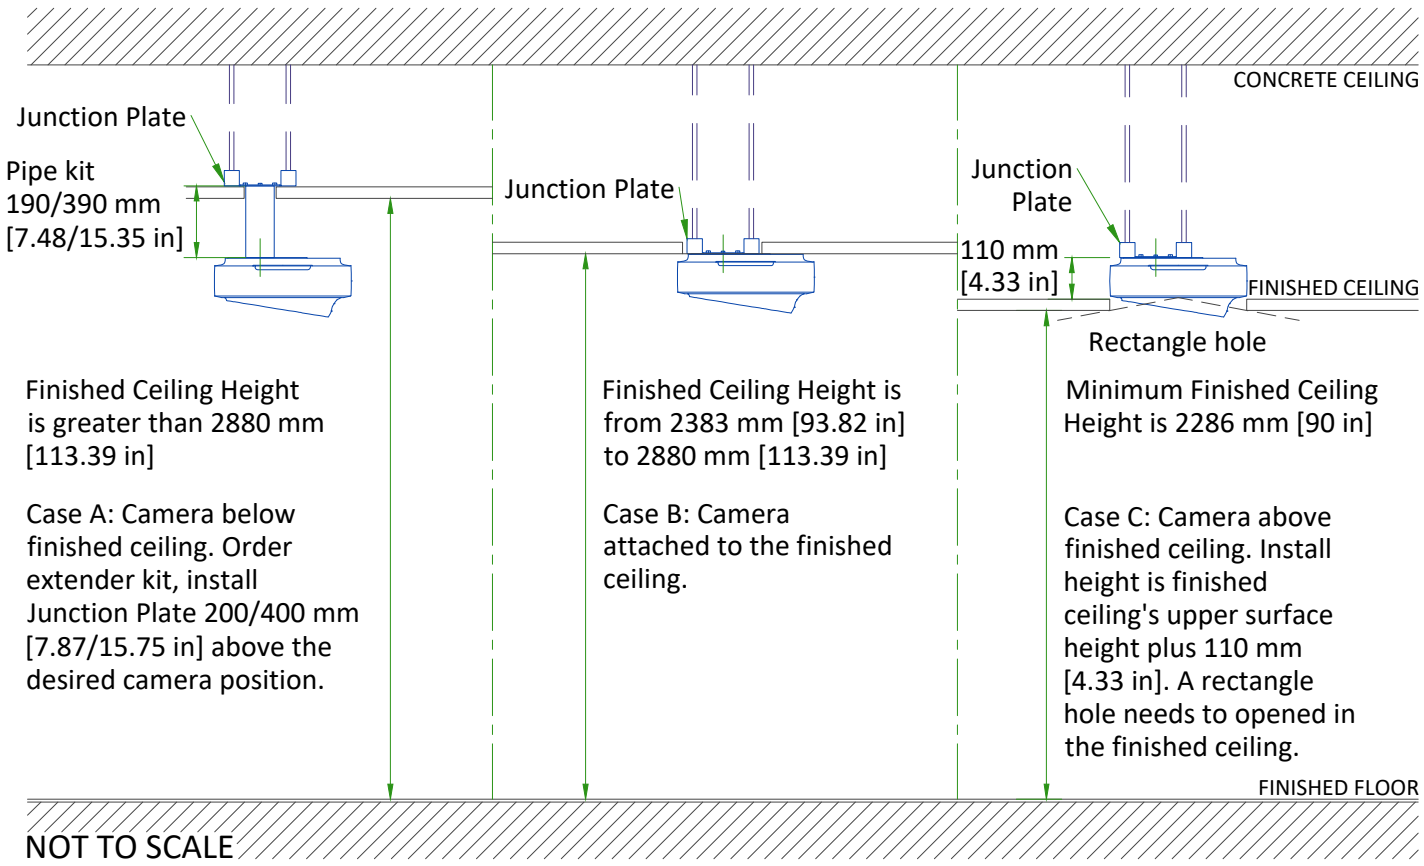 CONCRETE CEILING
Junction Plate
Pipe kit
190/390 mm
[7.48/15.35 in]
Finished Ceiling Height
is greater than 2880 mm
[113.39 in]
Case A: Camera below
finished ceiling. Order
extender kit, install
Junction Plate 200/400 mm
[7.87/15.75 in] above the
desired camera position.
Junction Plate
Finished Ceiling Height is
from 2383 mm [93.82 in]
to 2880 mm [113.39 in]
Case B: Camera
attached to the finished
ceiling.
Junction
Plate
110 mm
[4.33 in]
FINISHED CEILING
Rectangle hole
Minimum Finished Ceiling
Height is 2286 mm [90 in]
Case C: Camera above
finished ceiling. Install
height is finished
ceiling's upper surface
height plus 110 mm
[4.33 in]. A rectangle
hole needs to opened in
the finished ceiling.
FINISHED FLOOR
NOT TO SCALE